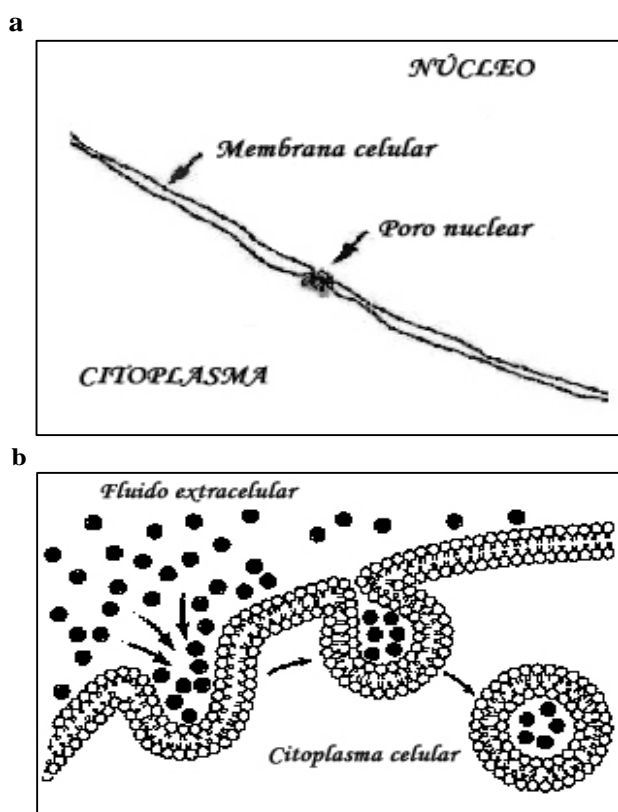 a
NÚCLEO
Membrana celular
Poro nuclear
CITOPLASMA
b
Fluido extracelular
Citoplasma celular